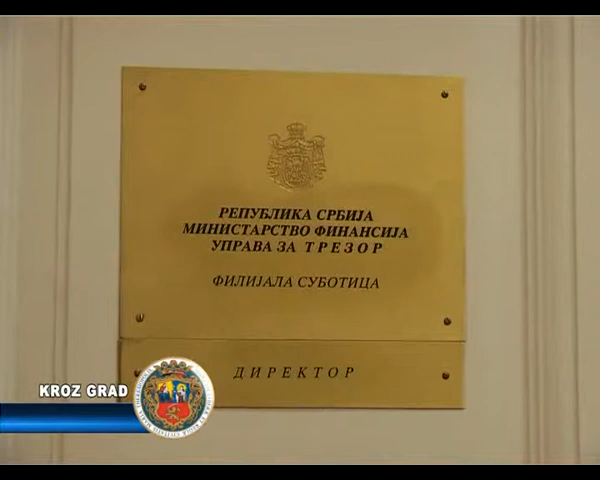 РЕПУБЛИКА СРБИЈА
МИНИСТАРСТВО ФИНАНСИЈА
УПРАВА ЗА ТРЕЗОР
ФИЛИЈАЛА СУБОТИЦА
ДИРЕКТОР
KROZ GRAD